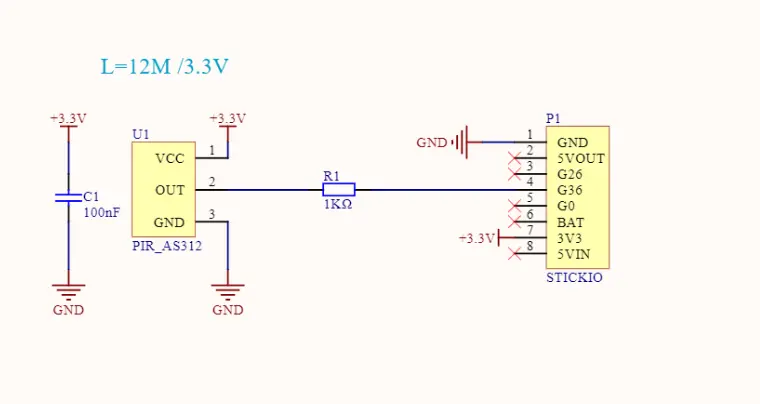 L=12M /3.3V
+3.3V
+3.3V
U1
P1
VCC
1
OUT
2
GND
3
PIR_AS312
C1
100nF
GND
GND
R1
1KΩ
GND
1
GND
2
5VOUT
3
G26
4
G36
5
G0
6
BAT
+3.3V
7
3V3
8
5VIN
STICKIO